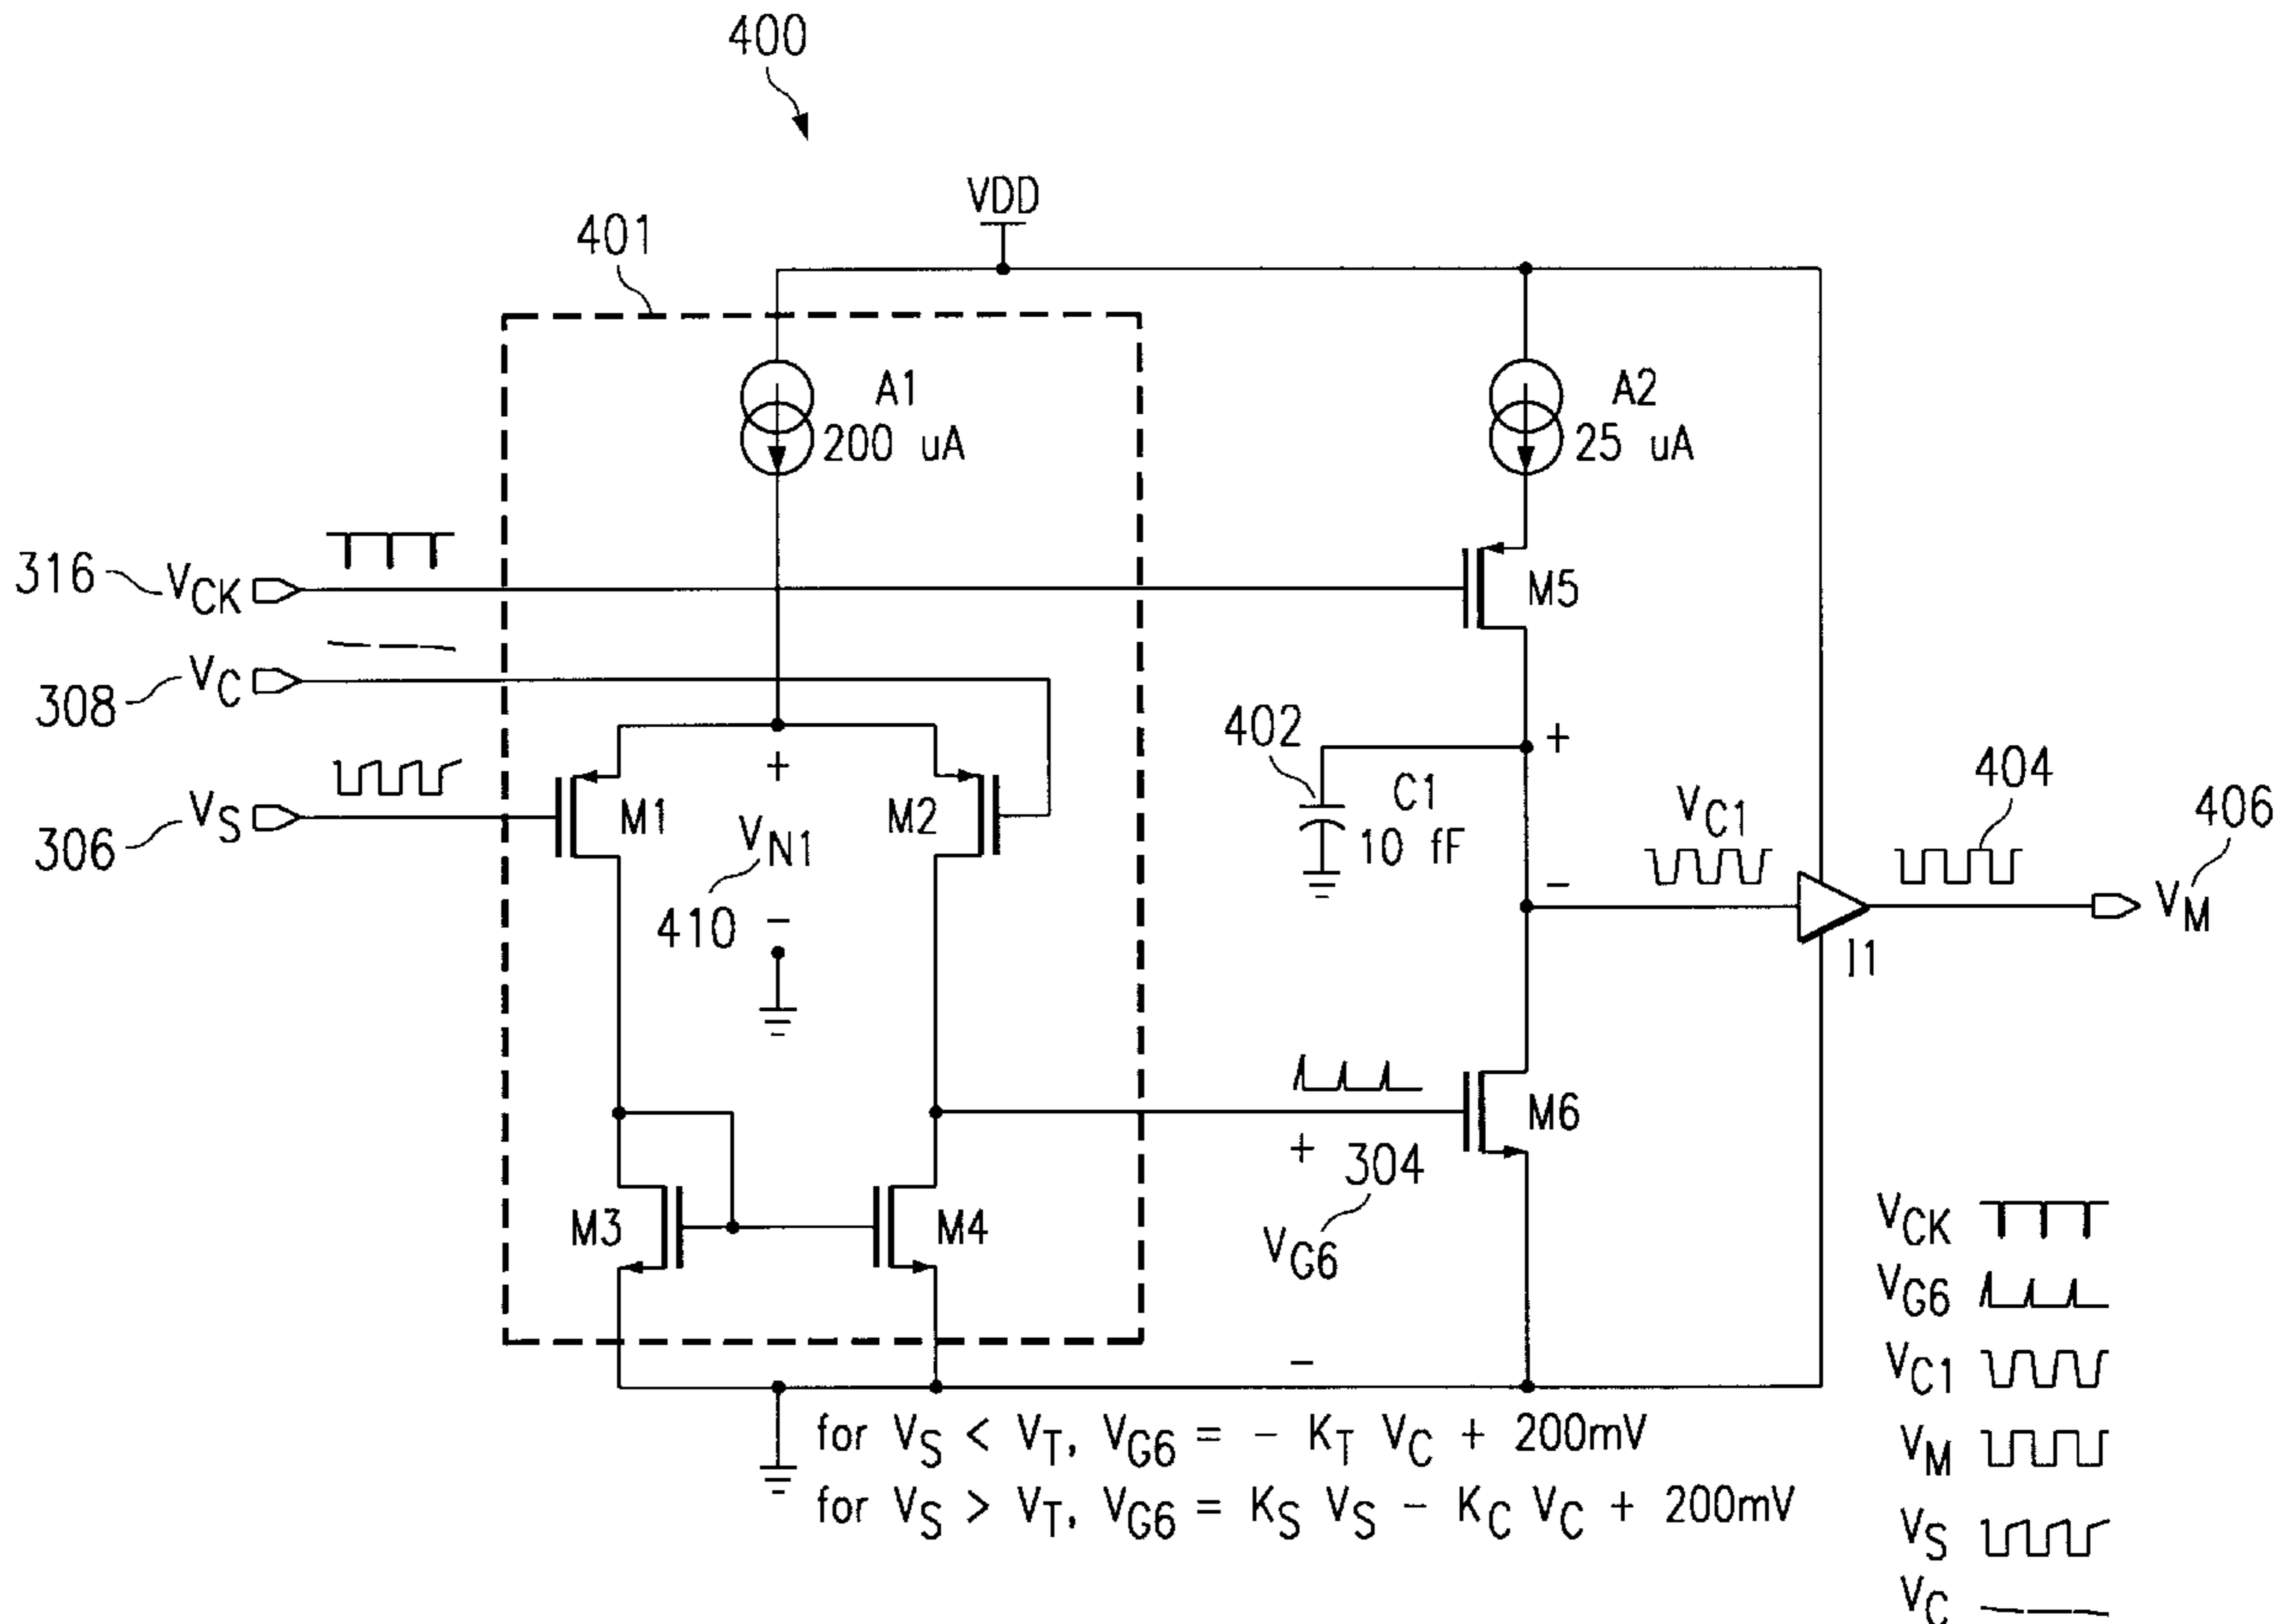 400
VDD
401
A1
200 uA
A2
25 uA
316 VCK
M5
308 VC
402
C1
10 fF
+
-
306 VS
M1
+
VN1
410
-
M2
VC1
404
406
VM
I1
304
+
VG6
-
M6
M3
M4
for VS < VT, VG6 = - KT VC + 200mV
for VS > VT, VG6 = KS VS - KC VC + 200mV
VCK
VG6
VC1
VM
VS
VC